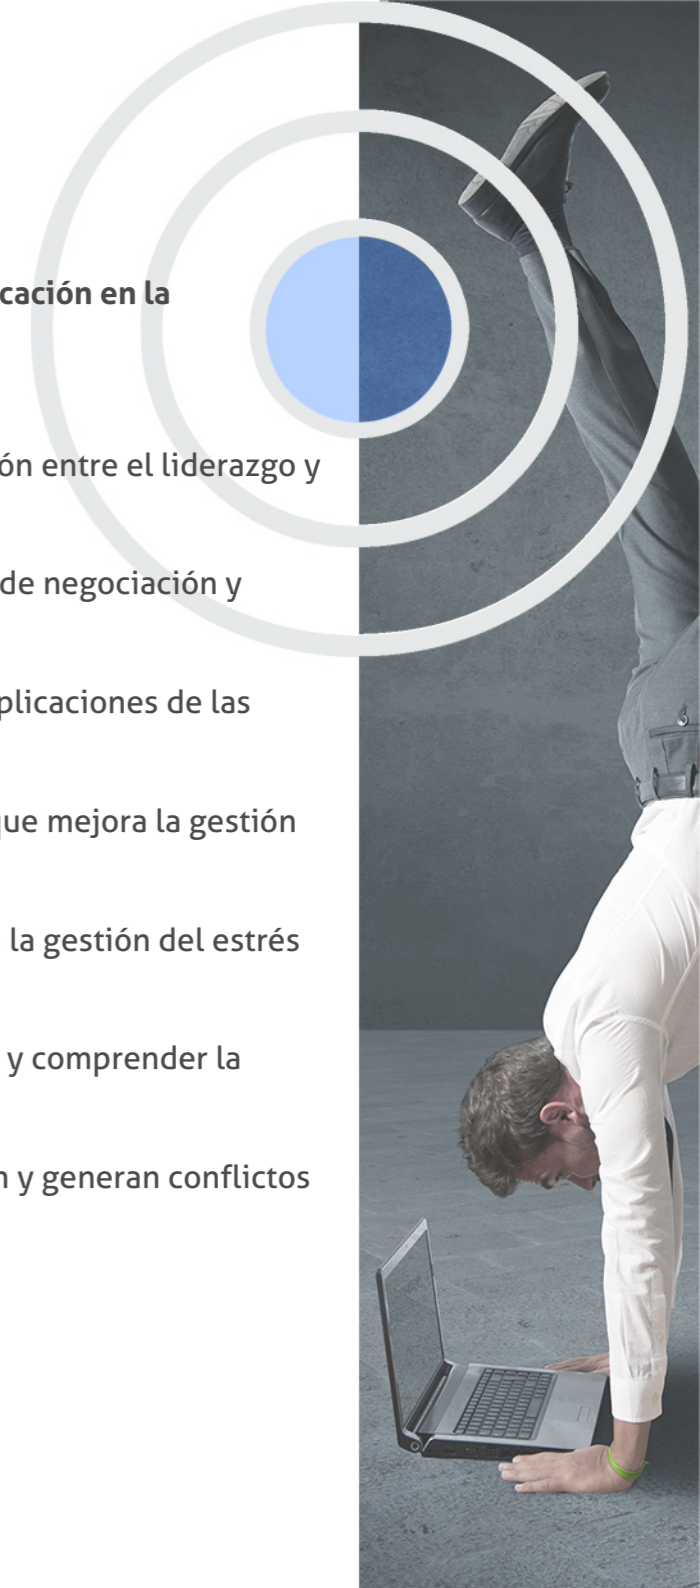 cación en la
ón entre el liderazgo y
de negociación y
plicaciones de las
que mejora la gestión
la gestión del estrés
y comprender la
n y generan conflictos